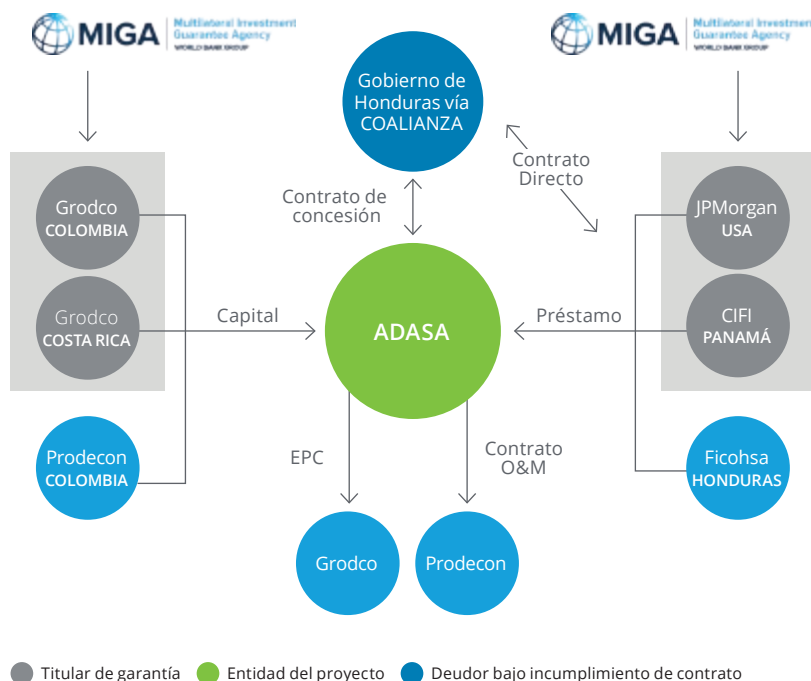 MIGA
Multilateral Investment
Guarantee Agency
WORLD BANK GROUP
MIGA
Multilateral Investment
Guarantee Agency
WORLD BANK GROUP
Gobierno de
Honduras vía
COALIANZA
Contrato
Directo
Contrato de
concesión
Grodco
COLOMBIA
JPMorgan
USA
Grodco
COSTA RICA
Capital
ADASA
Préstamo
CIFI
PANAMÁ
Prodecon
COLOMBIA
EPC
Contrato
O&M
Ficohsa
HONDURAS
Grodco
Prodecon
Titular de garantía
Entidad del proyecto
Deudor bajo incumplimiento de contrato